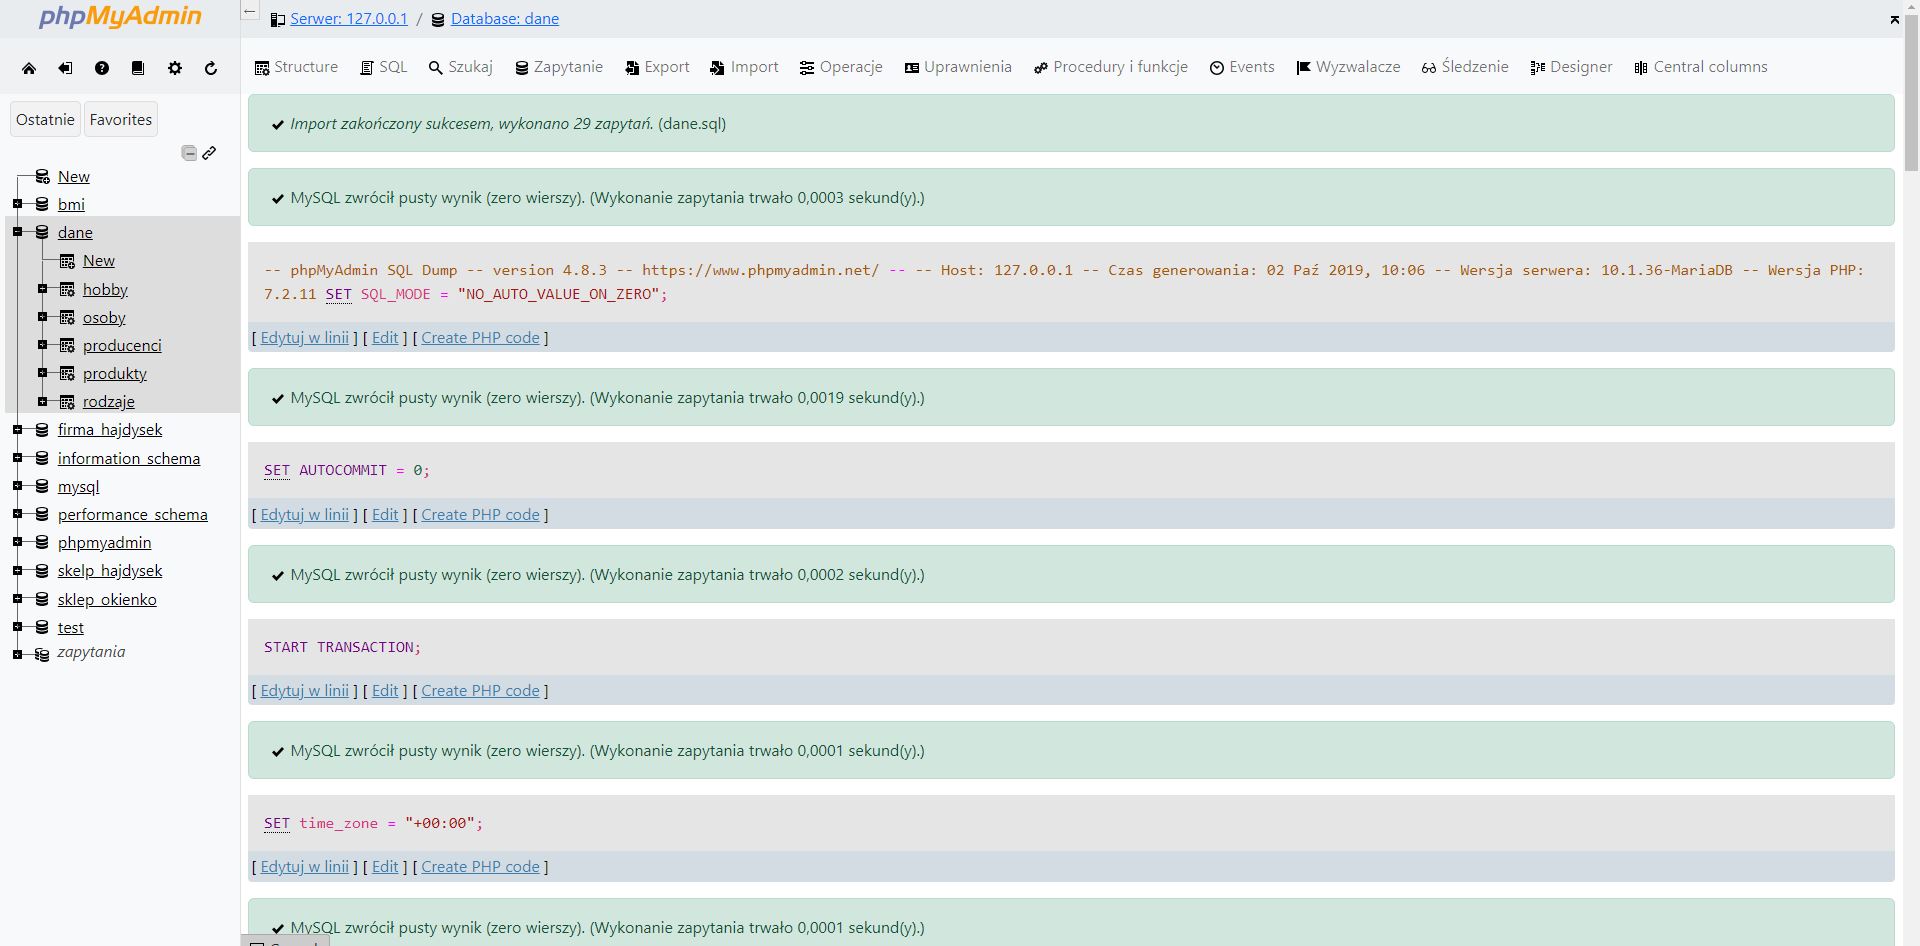 phpMyAdmin
Serwer: 127.0.0.1 / Database: dane
Structure SQL Szukaj Zapytanie Export Import Operacje Uprawnienia Procedury i funkcje Events Wyzwalacze Śledzenie Designer Central columns
Ostatnie Favorites
New
bmi
dane
New
hobby
osoby
producenci
produkty
rodzaje
firma_hajdysek
information_schema
mysql
performance_schema
phpmyadmin
skelp_hajdysek
sklep_okienko
test
zapytania
Import zakończony sukcesem, wykonano 29 zapytań. (dane.sql)
MySQL zwrócił pusty wynik (zero wierszy). (Wykonanie zapytania trwało 0,0003 sekund(y).)
-- phpMyAdmin SQL Dump -- version 4.8.3 -- https://www.phpmyadmin.net/ -- -- Host: 127.0.0.1 -- Czas generowania: 02 Paź 2019, 10:06 -- Wersja serwera: 10.1.36-MariaDB -- Wersja PHP:
7.2.11 SET SQL_MODE = "NO_AUTO_VALUE_ON_ZERO";
[ Edytuj w linii ] [ Edit ] [ Create PHP code ]
MySQL zwrócił pusty wynik (zero wierszy). (Wykonanie zapytania trwało 0,0019 sekund(y).)
SET AUTOCOMMIT = 0;
[ Edytuj w linii ] [ Edit ] [ Create PHP code ]
MySQL zwrócił pusty wynik (zero wierszy). (Wykonanie zapytania trwało 0,0002 sekund(y).)
START TRANSACTION;
[ Edytuj w linii ] [ Edit ] [ Create PHP code ]
MySQL zwrócił pusty wynik (zero wierszy). (Wykonanie zapytania trwało 0,0001 sekund(y).)
SET time_zone = "+00:00";
[ Edytuj w linii ] [ Edit ] [ Create PHP code ]
MySQL zwrócił pusty wynik (zero wierszy). (Wykonanie zapytania trwało 0,0001 sekund(y).)